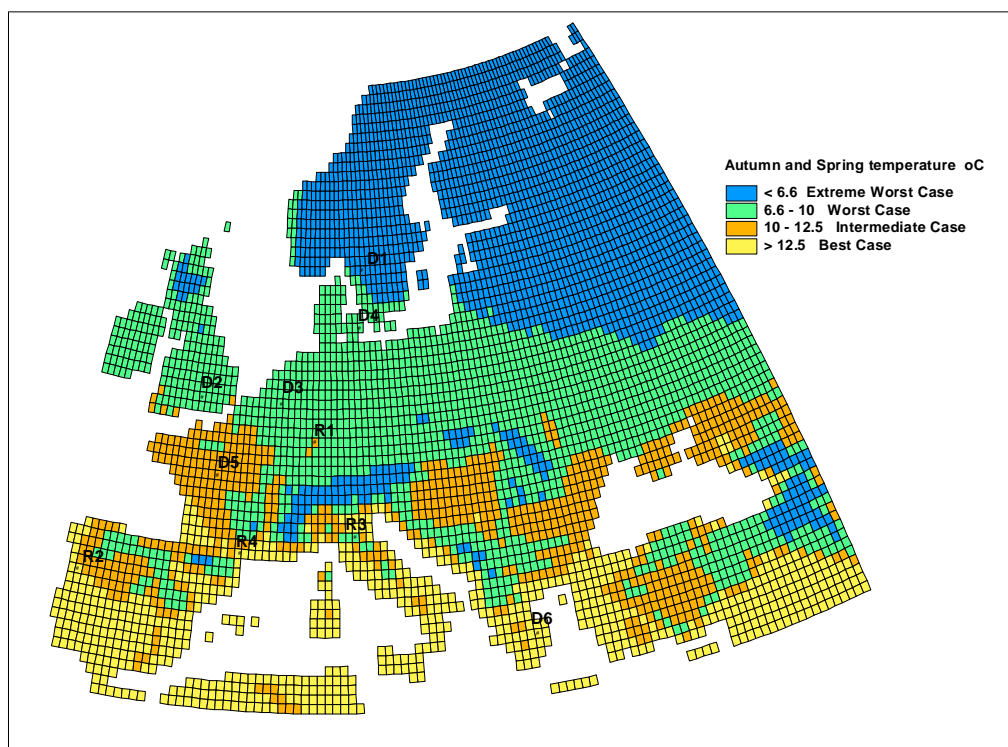 Autumn and Spring temperature oC
< 6.6 Extreme Worst Case
6.6 - 10 Worst Case
10 - 12.5 Intermediate Case
> 12.5 Best Case
D1
D4
D2
D3
R1
D5
R3
R4
R2
D6